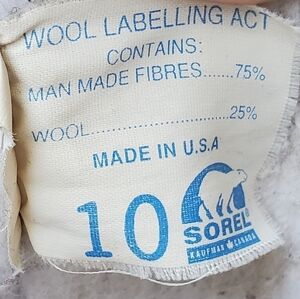 WOOL LABELLING ACT
CONTAINS:
MAN MADE FIBRES......75%
WOOL......................25%
MADE IN U.S.A
10
SOREL®
KAUFMAN CANADA